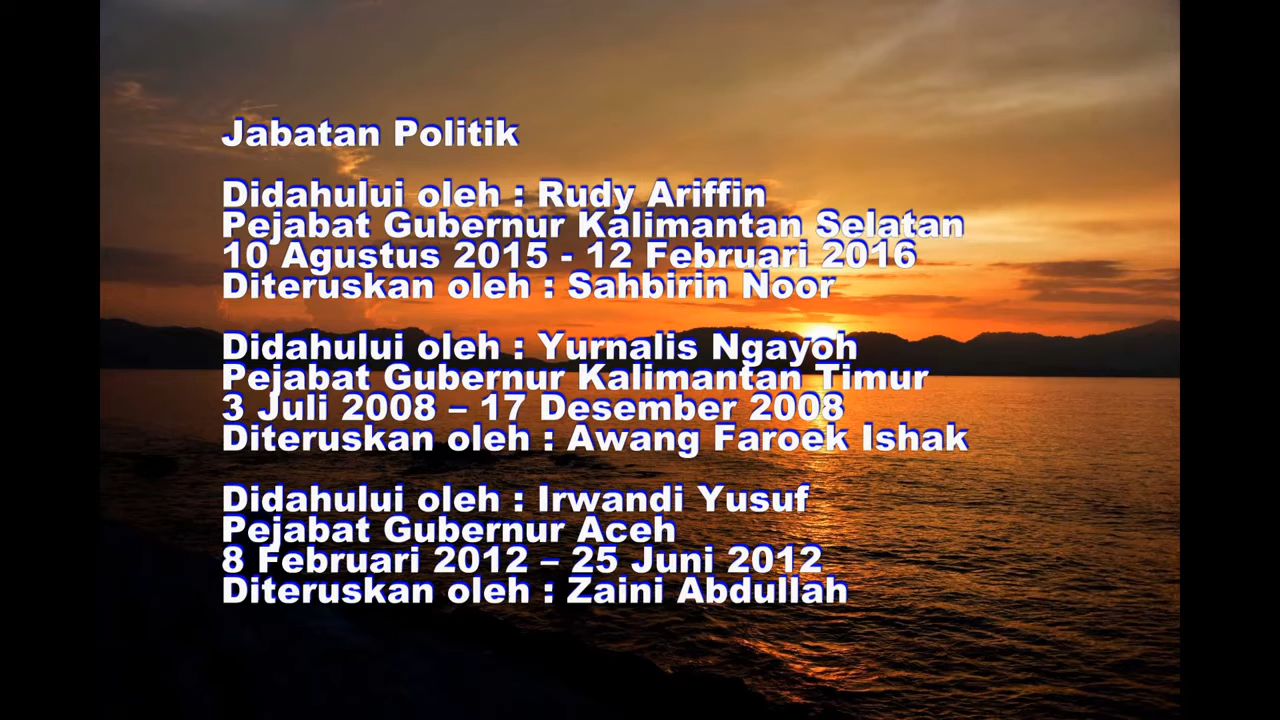 Jabatan Politik
Didahului oleh : Rudy Ariffin
Pejabat Gubernur Kalimantan Selatan
10 Agustus 2015 - 12 Februari 2016
Diteruskan oleh : Sahbirin Noor
Didahului oleh : Yurnalis Ngayoh
Pejabat Gubernur Kalimantan Timur
3 Juli 2008 – 17 Desember 2008
Diteruskan oleh : Awang Faroek Ishak
Didahului oleh : Irwandi Yusuf
Pejabat Gubernur Aceh
8 Februari 2012 – 25 Juni 2012
Diteruskan oleh : Zaini Abdullah